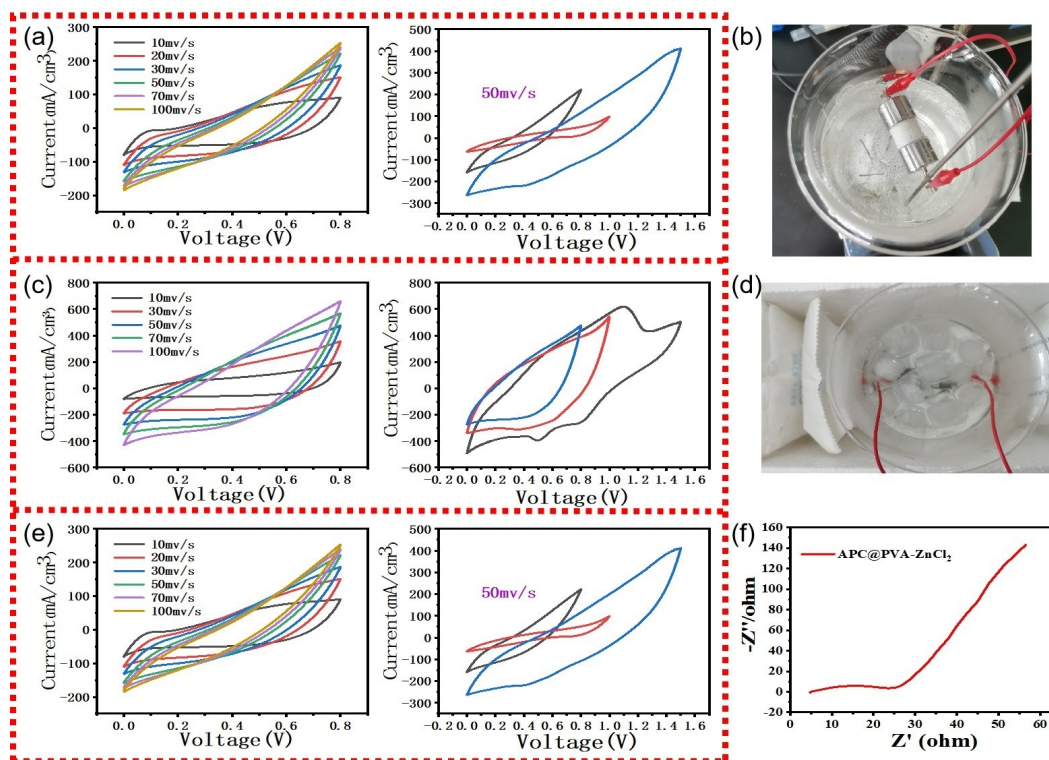 (a)
300
250
200
150
100
50
0
-100
-200
Current(mA/cm³)
10mv/s
20mv/s
30mv/s
50mv/s
70mv/s
100mv/s
0.0 0.2 0.4 0.6 0.8
Voltage(V)
500
400
300
200
100
0
-100
-200
-300
Current(mA/cm³)
50mv/s
-0.2 0.0 0.2 0.4 0.6 0.8 1.0 1.2 1.4 1.6
Voltage(V)
(b)
(c)
800
600
400
200
0
-200
-400
-600
Current(mA/cm³)
10mv/s
30mv/s
50mv/s
70mv/s
100mv/s
0.0 0.2 0.4 0.6 0.8
Voltage(V)
800
600
400
200
0
-200
-400
600
Current(mA/cm³)
0.0 0.2 0.4 0.6 0.8 1.0 1.2 1.4 1.6
Voltage(V)
(d)
(e)
300
200
100
0
-100
-200
Current(mA/cm³)
10mv/s
20mv/s
30mv/s
50mv/s
70mv/s
100mv/s
0.0 0.2 0.4 0.6 0.8
Voltage(V)
500
400
300
200
100
0
-100
-200
-300
Current(mA/cm³)
50mv/s
-0.2 0.0 0.2 0.4 0.6 0.8 1.0 1.2 1.4 1.6
Voltage(V)
(f)
160
140
120
100
80
60
40
20
0
-20
-Z''/ohm
APC@PVA-ZnCl₂
0 10 20 30 40 50 60
Z' (ohm)